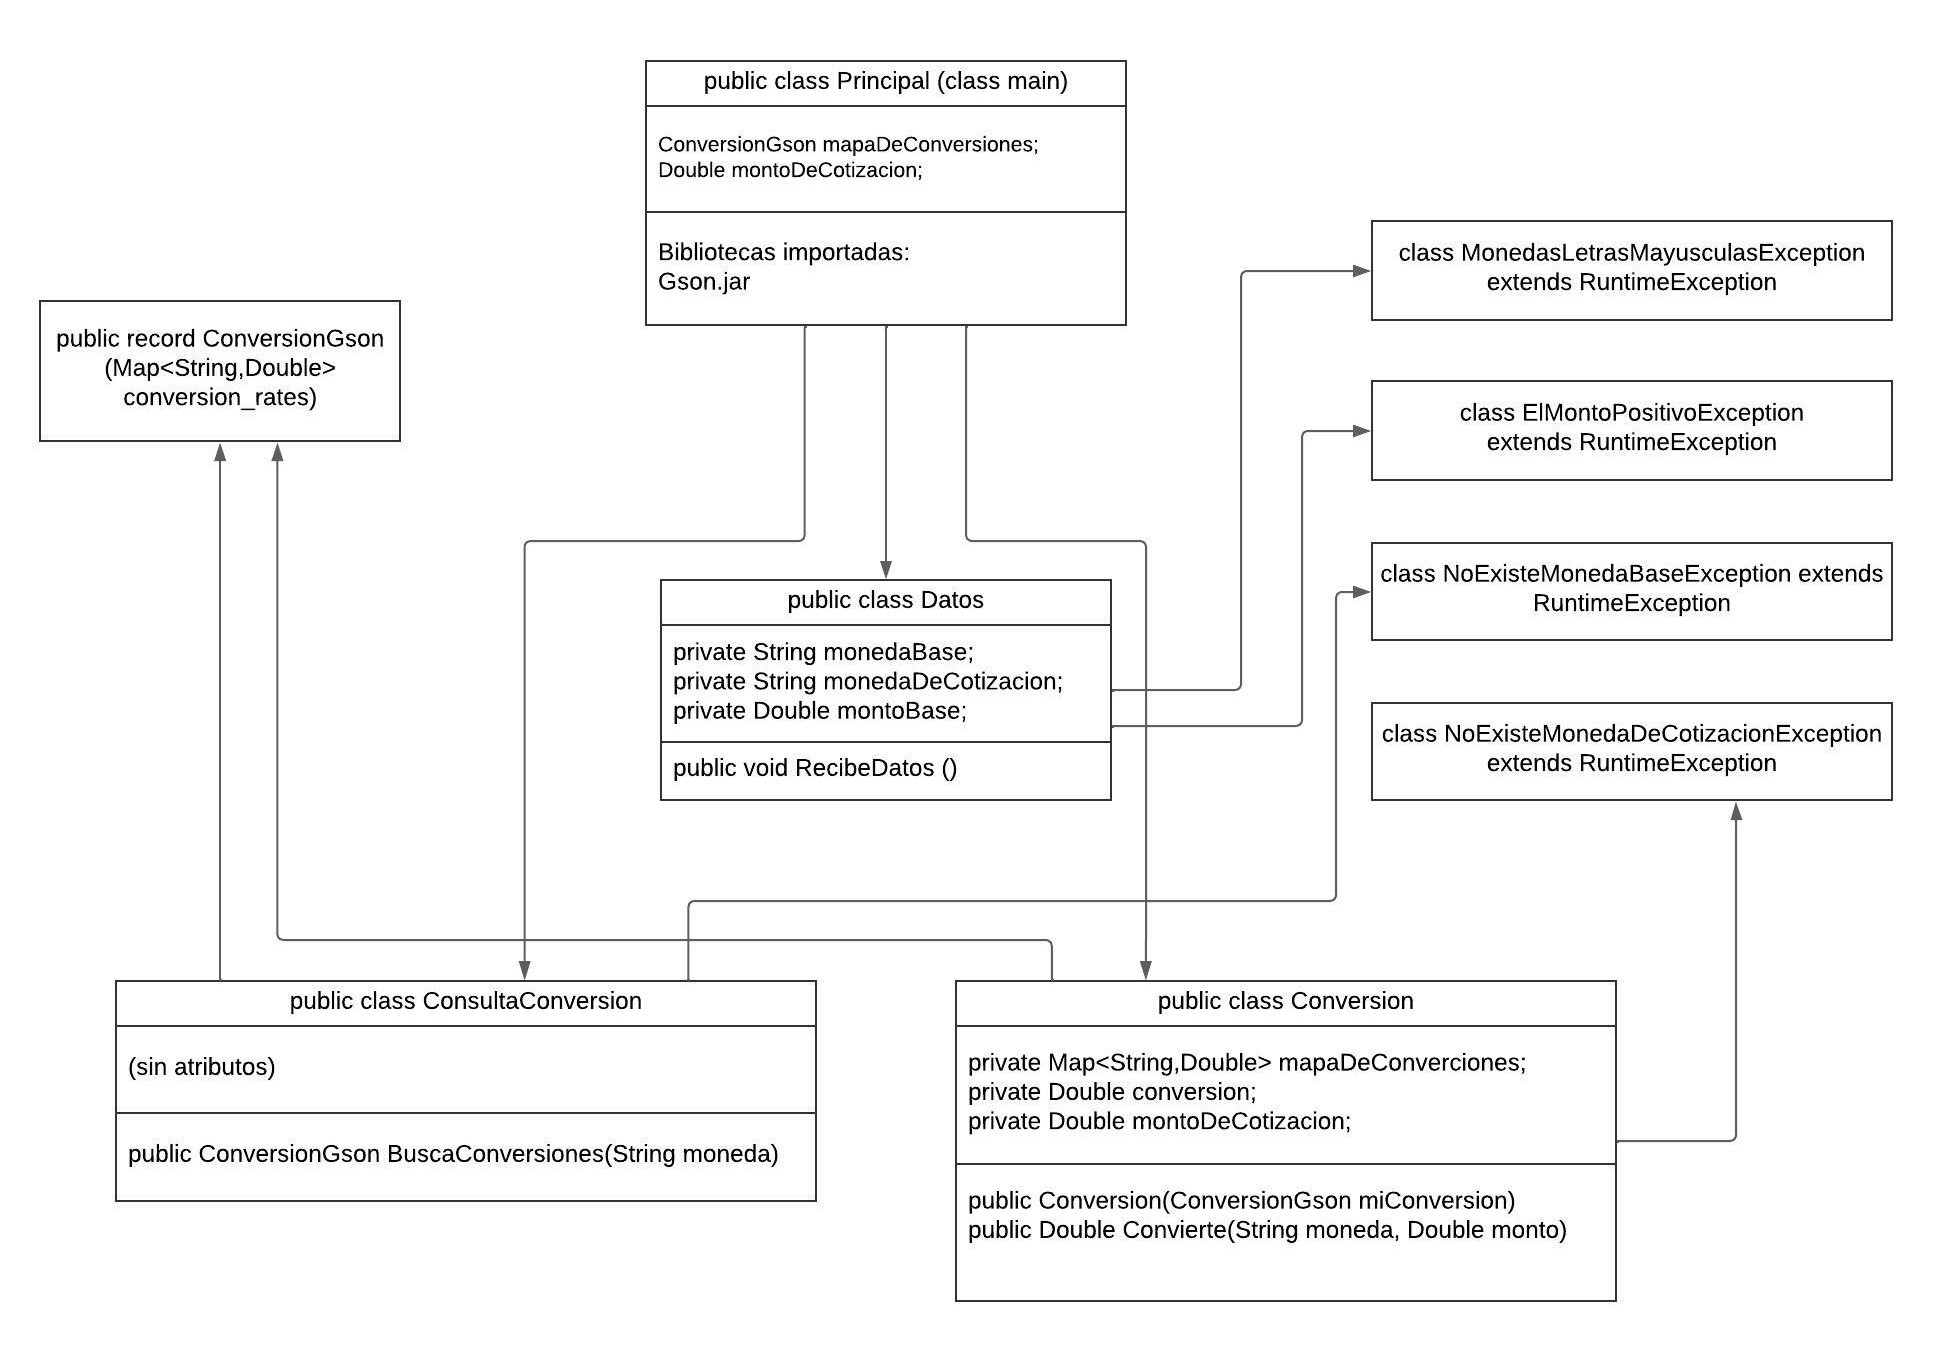 public class Principal (class main)
ConversionGson mapaDeConversiones;
Double montoDeCotizacion;
Bibliotecas importadas:
Gson.jar
public record ConversionGson
(Map<String,Double>
conversion_rates)
class MonedasLetrasMayusculasException
extends RuntimeException
class ElMontoPositivoException
extends RuntimeException
class NoExisteMonedaBaseException extends
RuntimeException
class NoExisteMonedaDeCotizacionException
extends RuntimeException
public class Datos
private String monedaBase;
private String monedaDeCotizacion;
private Double montoBase;
public void RecibeDatos ()
public class ConsultaConversion
(sin atributos)
public ConversionGson BuscaConversiones(String moneda)
public class Conversion
private Map<String,Double> mapaDeConverciones;
private Double conversion;
private Double montoDeCotizacion;
public Conversion(ConversionGson miConversion)
public Double Convierte(String moneda, Double monto)